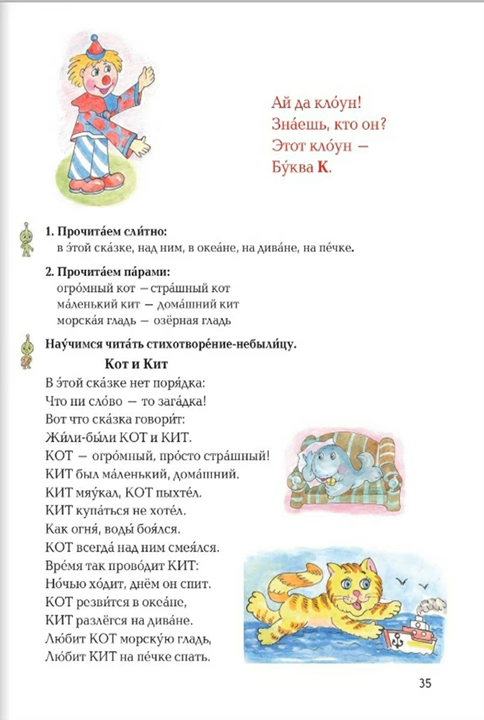 Ай да кло́ун!
Зна́ешь, кто он?
Этот кло́ун —
Бу́ква К.
1. Прочита́ем сли́тно:
в э́той ска́зке, над ним, в океа́не, на дива́не, на пе́чке.
2. Прочита́ем па́рами:
огро́мный кот — стра́шный кот
ма́ленький кит — дома́шний кит
морска́я гладь — озёрная гладь
Нау́чимся чита́ть стихотворе́ние-небыли́цу.
Кот и Кит
В э́той ска́зке нет поря́дка:
Что ни сло́во — то зага́дка!
Вот что ска́зка говори́т:
Жи́ли-бы́ли КОТ и КИТ.
КОТ — огро́мный, про́сто стра́шный!
КИТ был ма́ленький, дома́шний.
КИТ мяу́кал, КОТ пыхте́л.
КИТ купа́ться не хоте́л.
Как огня́, воды́ боя́лся.
КОТ всегда́ над ним смея́лся.
Вре́мя так прово́дит КИТ:
Но́чью хо́дит, днём он спит.
КОТ резви́тся в океа́не,
КИТ разлёгся на дива́не.
Лю́бит КОТ морску́ю гладь,
Лю́бит КИТ на пе́чке спать.
35